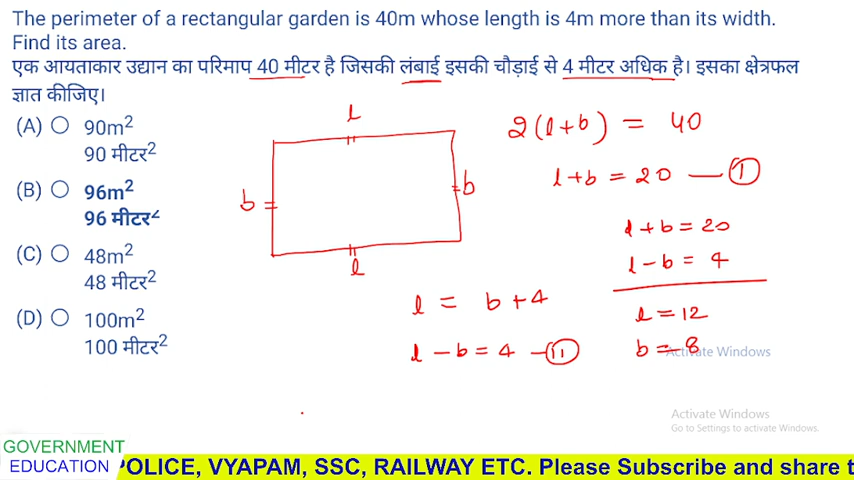 The perimeter of a rectangular garden is 40m whose length is 4m more than its width.
Find its area.
एक आयताकार उद्यान का परिमाप 40 मीटर है जिसकी लंबाई इसकी चौड़ाई से 4 मीटर अधिक है। इसका क्षेत्रफल
ज्ञात कीजिए।
(A) 90m²
90 मीटर²
(B) 96m²
96 मीटर²
(C) 48m²
48 मीटर²
(D) 100m²
100 मीटर²
l
b
b
l
2(l+b) = 40
l+b = 20 — I
l = b+4
l - b = 4 - II
l + b = 20
l - b = 4
l = 12
b = 8
Activate Windows
Activate Windows
Go to Settings to activate Windows.
GOVERNMENT
EDUCATION
POLICE, VYAPAM, SSC, RAILWAY ETC. Please Subscribe and share t